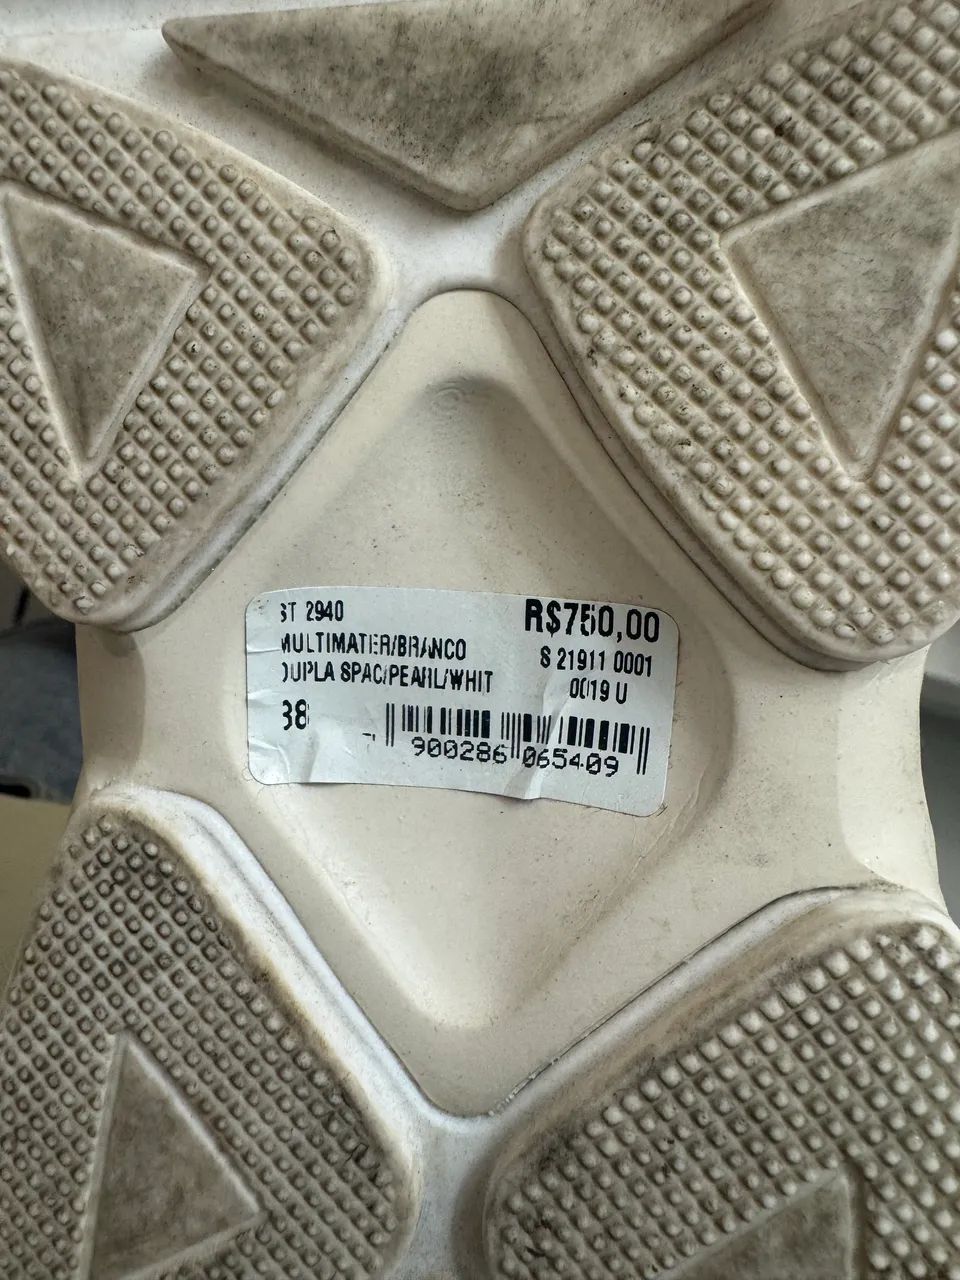 ST 2940
R$750,00
MULTIMATER/BRANCO
S 21911 0001
DUPLA SPAC/PEARL/WHIT
0019 U
38
900286 065409